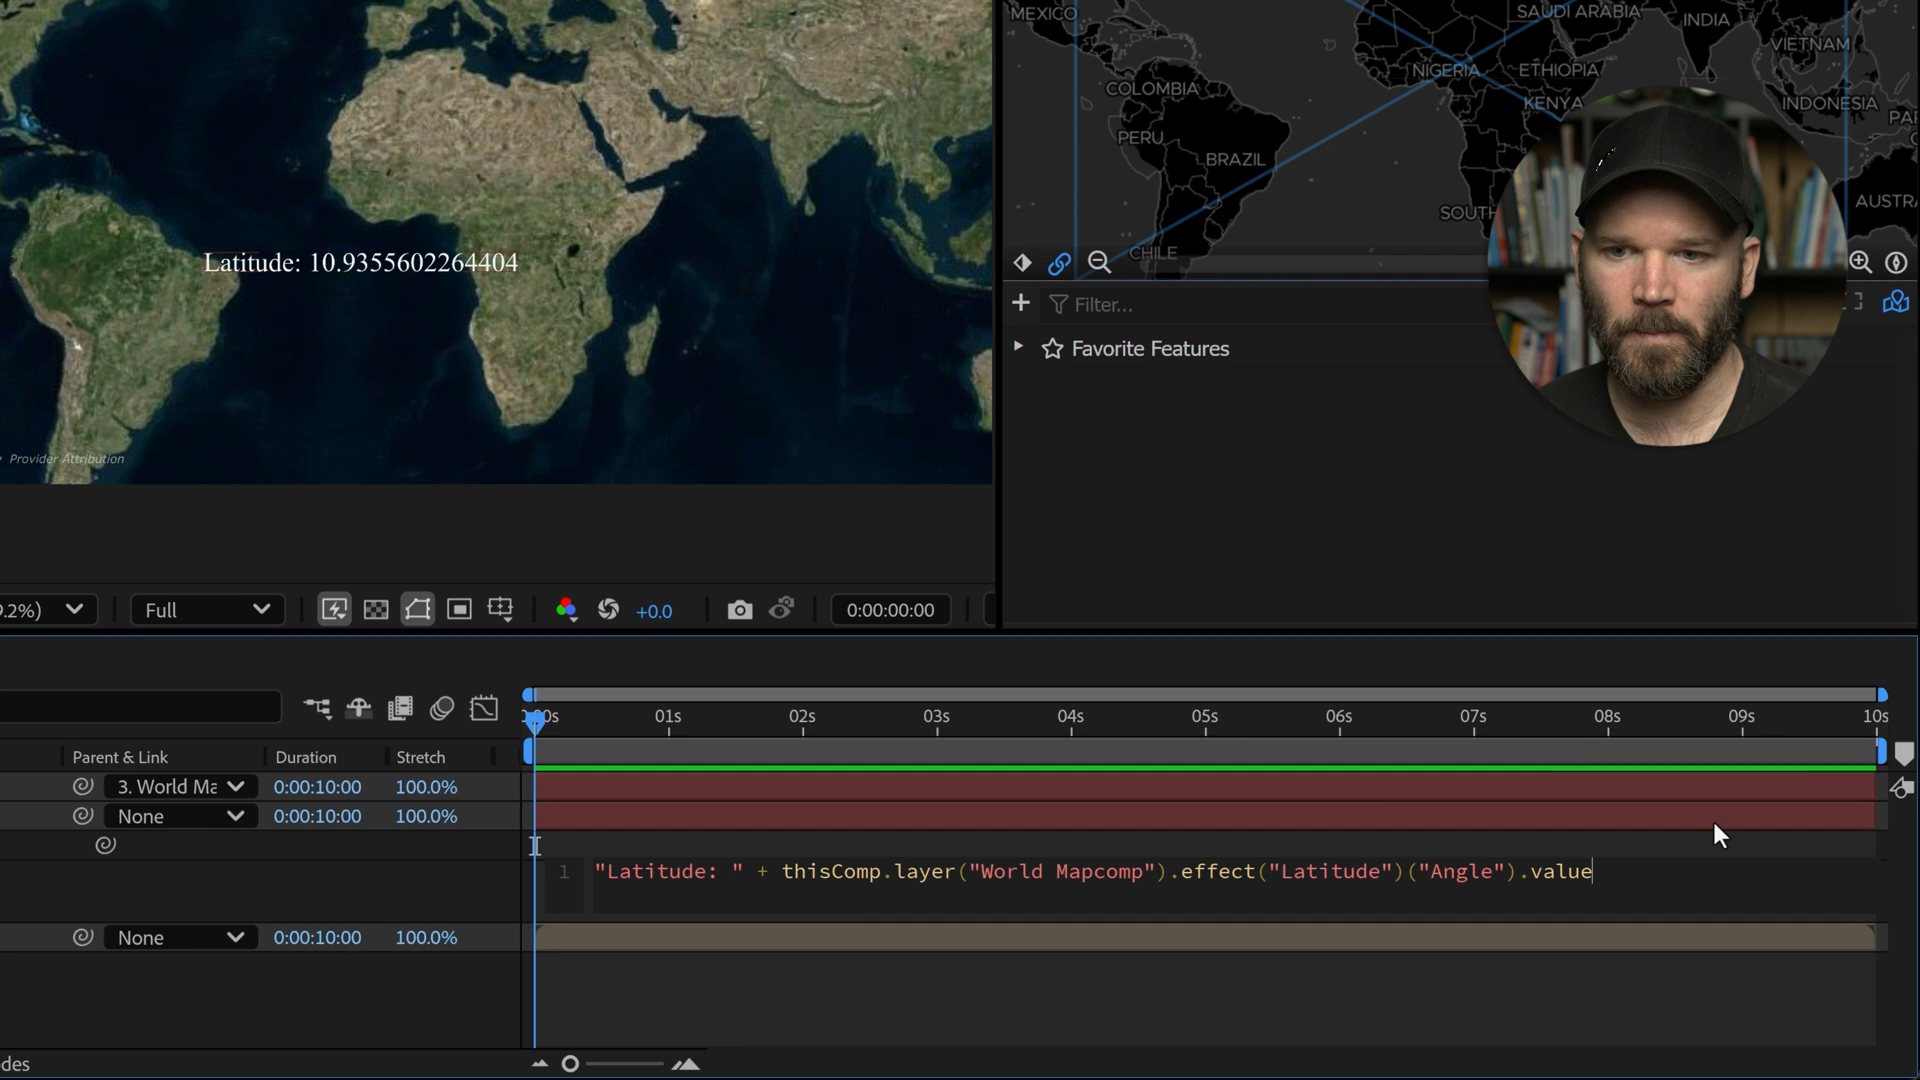 MEXICO
SAUDI ARABIA
INDIA
VIETNAM
NIGERIA
ETHIOPIA
COLOMBIA
KENYA
INDONESIA
PERU
BRAZIL
CHILE
Latitude: 10.9355602264404
Provider Attribution
Filter...
Favorite Features
Full
+0.0
0:00:00:00
01s
02s
03s
04s
05s
06s
07s
08s
09s
10s
Parent & Link
Duration
Stretch
3. World Ma
0:00:10:00
100.0%
None
0:00:10:00
100.0%
1
"Latitude: " + thisComp.layer("World Mapcomp").effect("Latitude")("Angle").value
None
0:00:10:00
100.0%